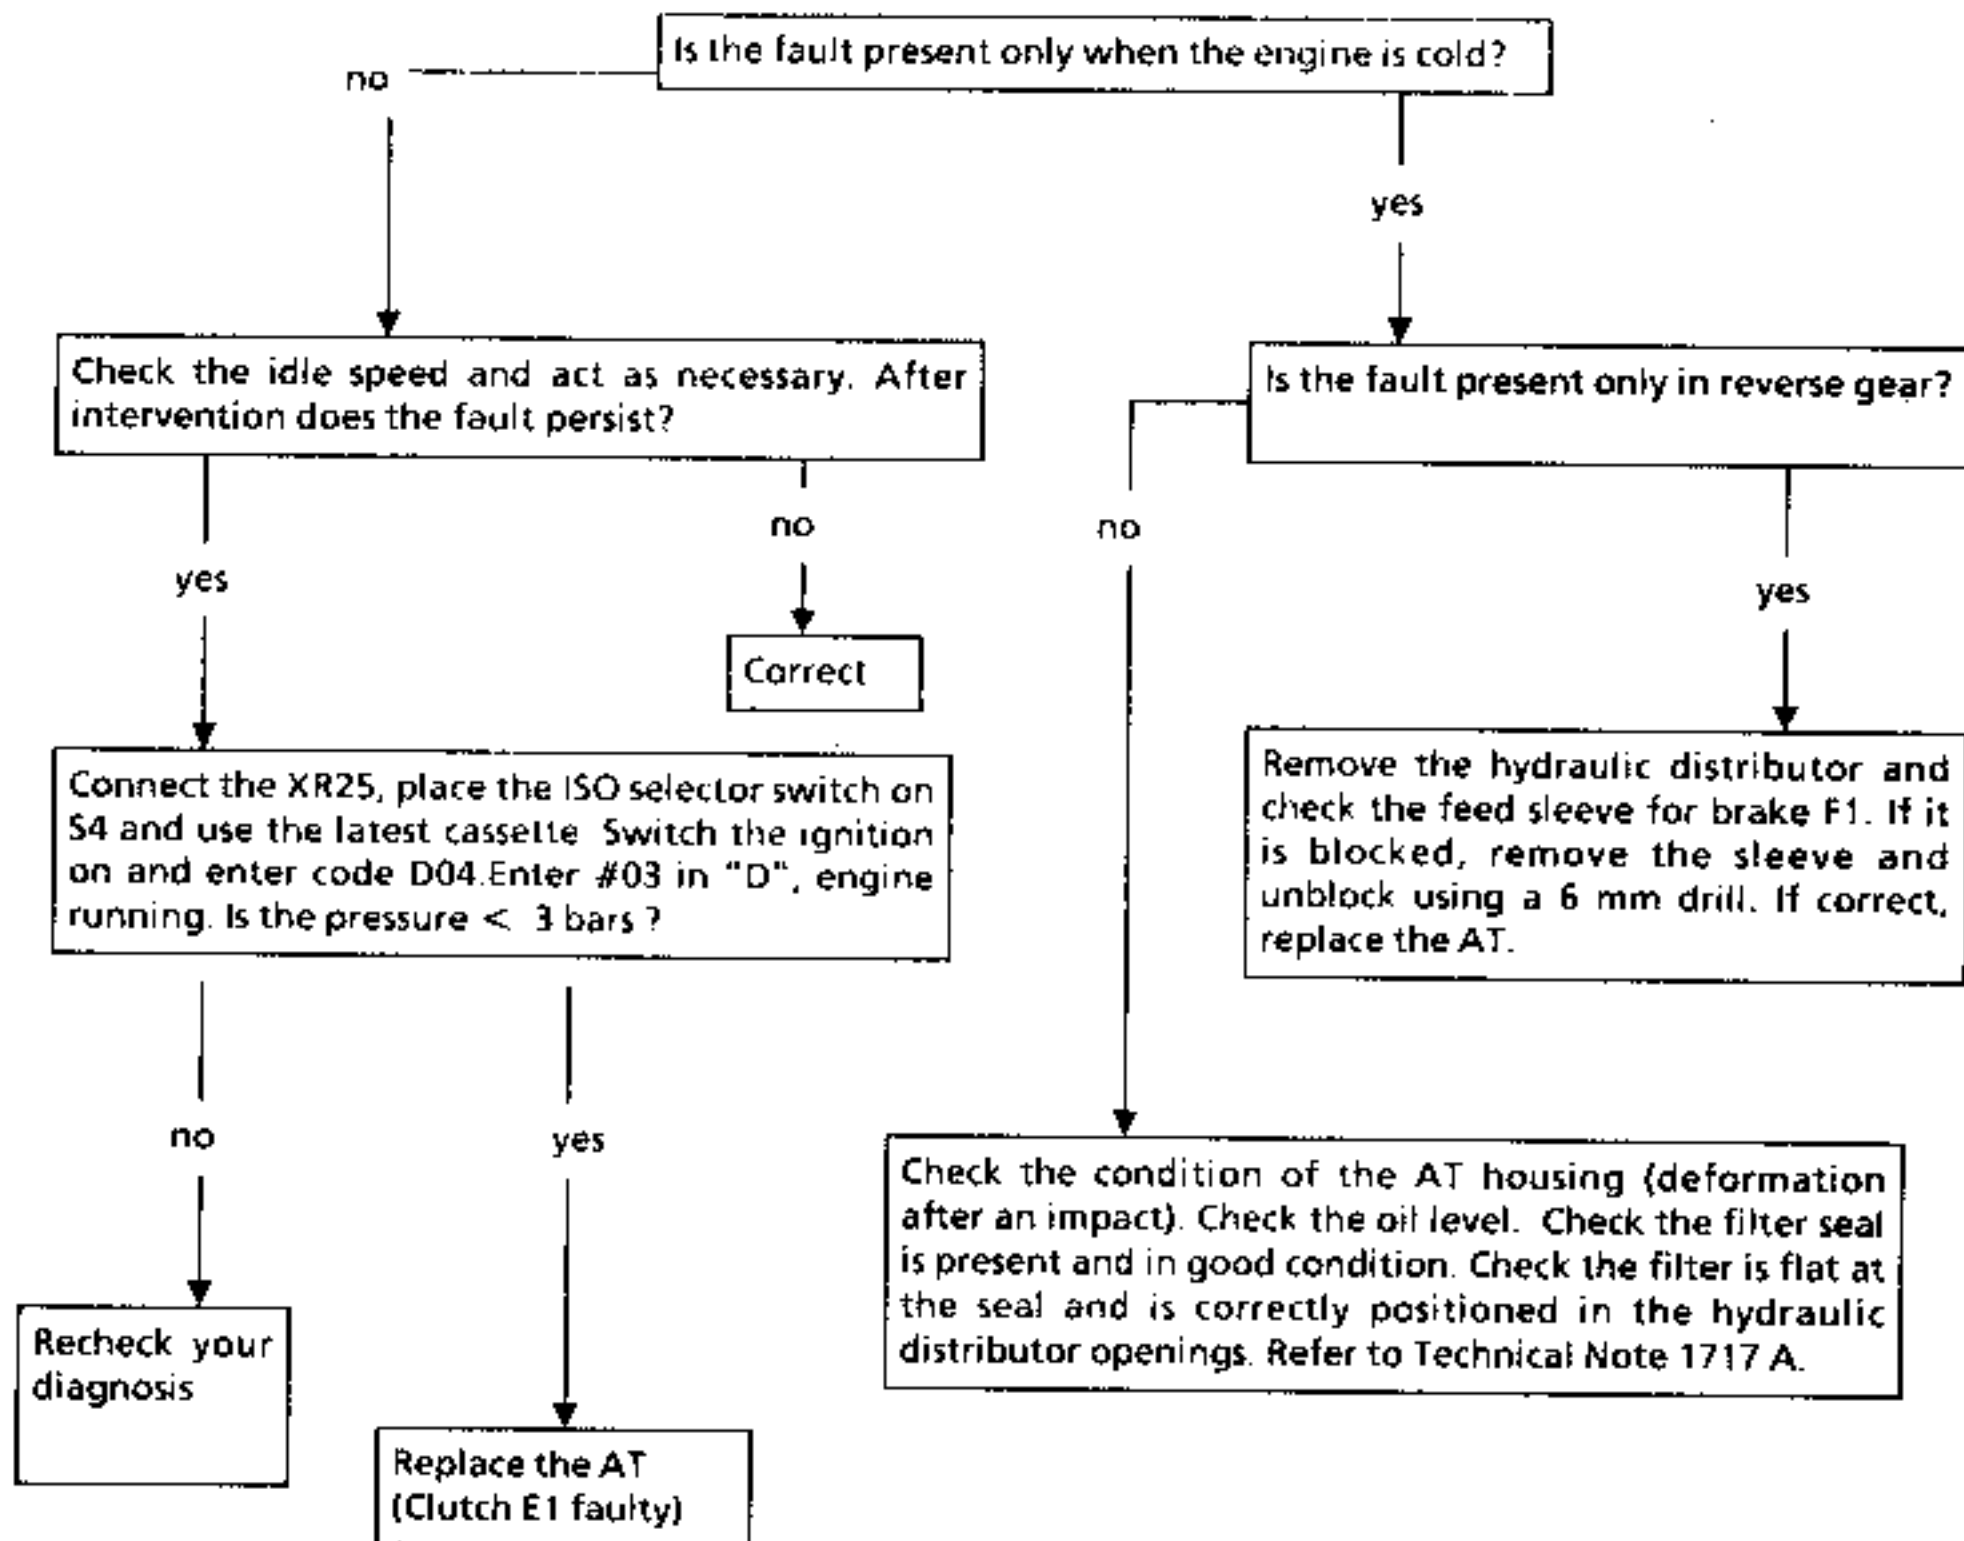 Is the fault present only when the engine is cold?
no
yes
Check the idle speed and act as necessary. After
intervention does the fault persist?
Is the fault present only in reverse gear?
no
no
yes
yes
Correct
Connect the XR25, place the ISO selector switch on
S4 and use the latest cassette Switch the ignition
on and enter code D04.Enter #03 in "D", engine
running. Is the pressure < 3 bars ?
Remove the hydraulic distributor and
check the feed sleeve for brake F1. If it
is blocked, remove the sleeve and
unblock using a 6 mm drill. If correct,
replace the AT.
no
yes
Check the condition of the AT housing (deformation
after an impact). Check the oil level. Check the filter seal
is present and in good condition. Check the filter is flat at
the seal and is correctly positioned in the hydraulic
distributor openings. Refer to Technical Note 1717 A.
Recheck your
diagnosis
Replace the AT
(Clutch E1 faulty)